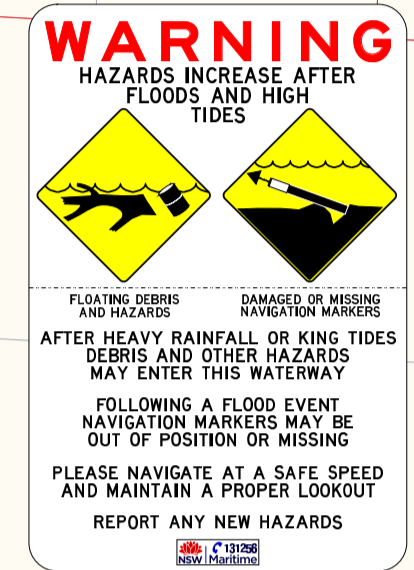 WARNING
HAZARDS INCREASE AFTER
FLOODS AND HIGH
TIDES
FLOATING DEBRIS
AND HAZARDS
DAMAGED OR MISSING
NAVIGATION MARKERS
AFTER HEAVY RAINFALL OR KING TIDES
DEBRIS AND OTHER HAZARDS
MAY ENTER THIS WATERWAY
FOLLOWING A FLOOD EVENT
NAVIGATION MARKERS MAY BE
OUT OF POSITION OR MISSING
PLEASE NAVIGATE AT A SAFE SPEED
AND MAINTAIN A PROPER LOOKOUT
REPORT ANY NEW HAZARDS
131256
NSW Maritime